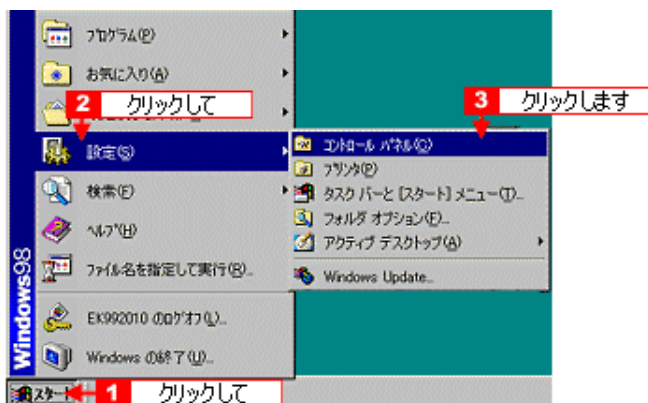 プログラム(P)
お気に入り(A)
2 クリックして
設定(S)
検索(E)
ヘルプ(H)
ファイル名を指定して実行(R)...
EK992010 のログオフ(L)...
Windows の終了(U)...
Windows98
スタート
1 クリックして
3 クリックします
コントロール パネル(C)
プリンタ(P)
タスク バーと [スタート] メニュー(T)...
フォルダ オプション(F)...
アクティブ デスクトップ(A)
Windows Update...